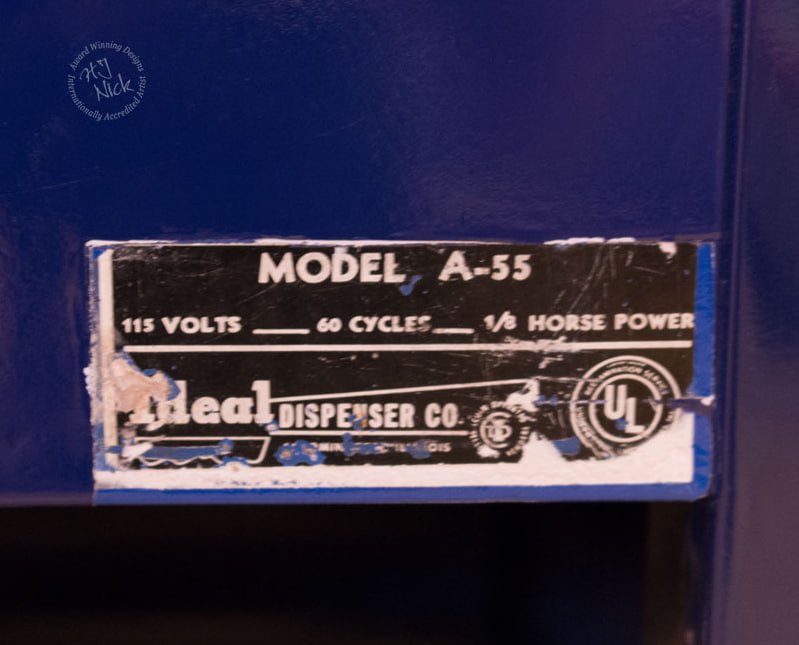 Award Winning Designs
HJ
Nick
Internationally Accredited Artist
MODEL A-55
115 VOLTS 60 CYCLES 1/8 HORSE POWER
Ideal DISPENSER CO.
UL